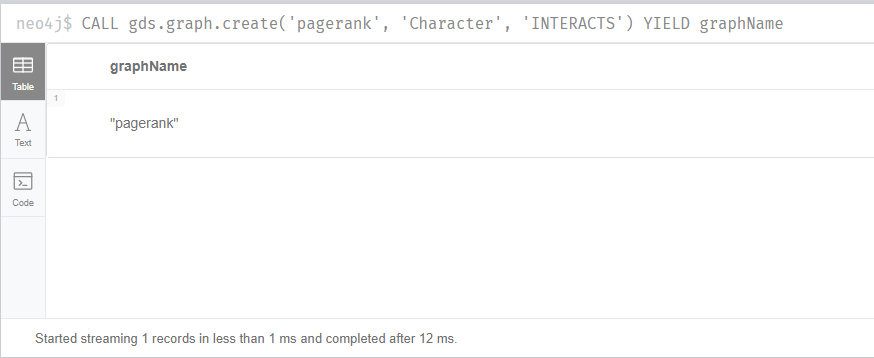 neo4j$ CALL gds.graph.create('pagerank', 'Character', 'INTERACTS') YIELD graphName
Table
graphName
1
"pagerank"
Text
Code
Started streaming 1 records in less than 1 ms and completed after 12 ms.